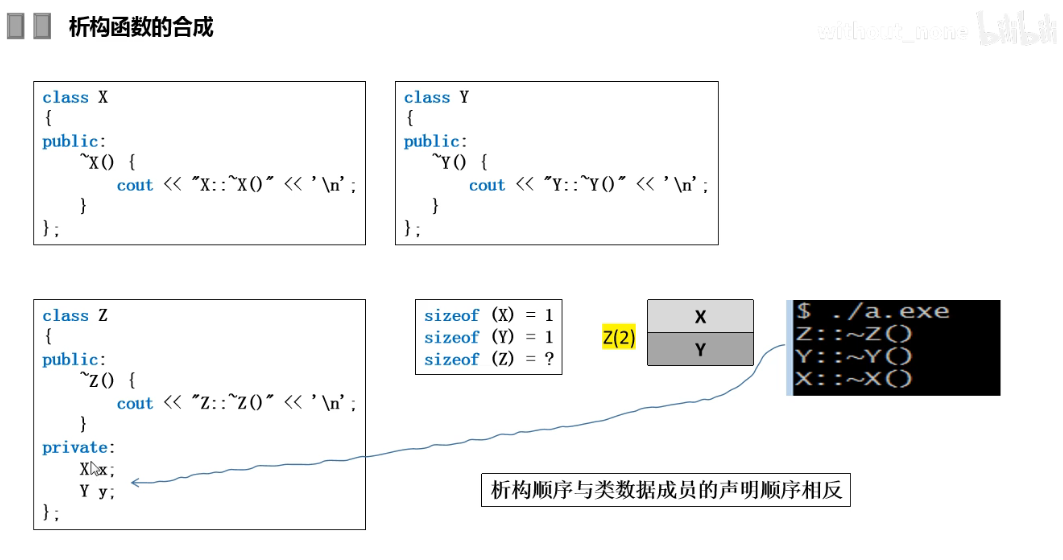 析构函数的合成
without_none bilibili
class X
{
public:
~X() {
cout << "X::~X()" << '\n';
}
};
class Y
{
public:
~Y() {
cout << "Y::~Y()" << '\n';
}
};
class Z
{
public:
~Z() {
cout << "Z::~Z()" << '\n';
}
private:
X x;
Y y;
};
sizeof (X) = 1
sizeof (Y) = 1
sizeof (Z) = ?
Z(2)
X
Y
$ ./a.exe
Z::~Z()
Y::~Y()
X::~X()
析构顺序与类数据成员的声明顺序相反